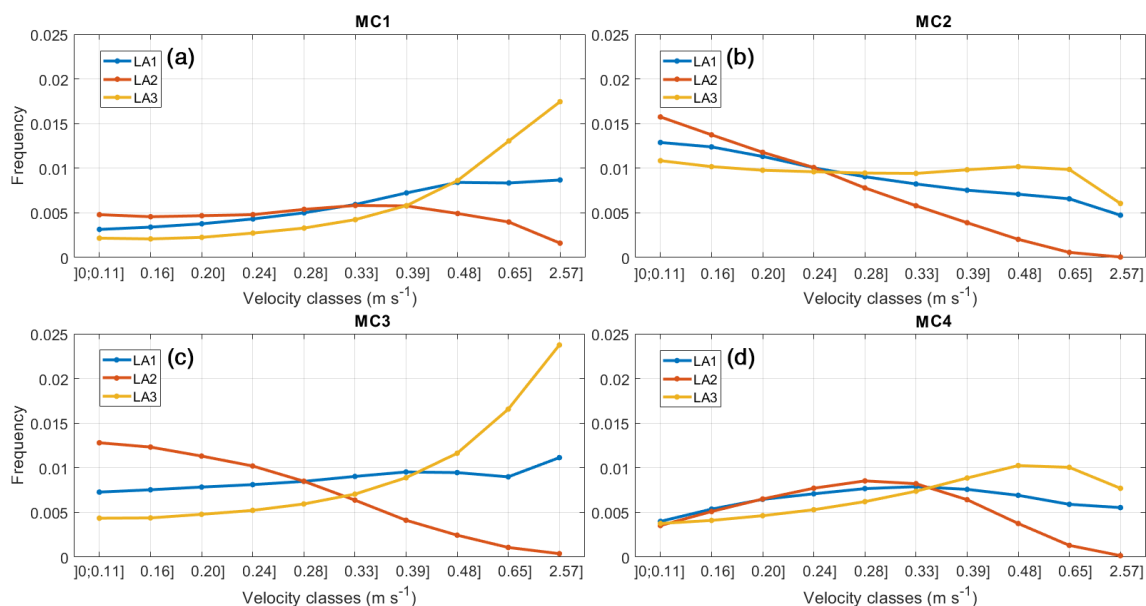 MC1
MC2
(a)
(b)
LA1
LA2
LA3
LA1
LA2
LA3
Frequency
0.025
0.02
0.015
0.01
0.005
0
0.025
0.02
0.015
0.01
0.005
0
]0;0.11] 0.16] 0.20] 0.24] 0.28] 0.33] 0.39] 0.48] 0.65] 2.57]
]0;0.11] 0.16] 0.20] 0.24] 0.28] 0.33] 0.39] 0.48] 0.65] 2.57]
Velocity classes (m s⁻¹)
Velocity classes (m s⁻¹)
MC3
MC4
(c)
(d)
LA1
LA2
LA3
LA1
LA2
LA3
Frequency
0.025
0.02
0.015
0.01
0.005
0
0.025
0.02
0.015
0.01
0.005
0
]0;0.11] 0.16] 0.20] 0.24] 0.28] 0.33] 0.39] 0.48] 0.65] 2.57]
]0;0.11] 0.16] 0.20] 0.24] 0.28] 0.33] 0.39] 0.48] 0.65] 2.57]
Velocity classes (m s⁻¹)
Velocity classes (m s⁻¹)